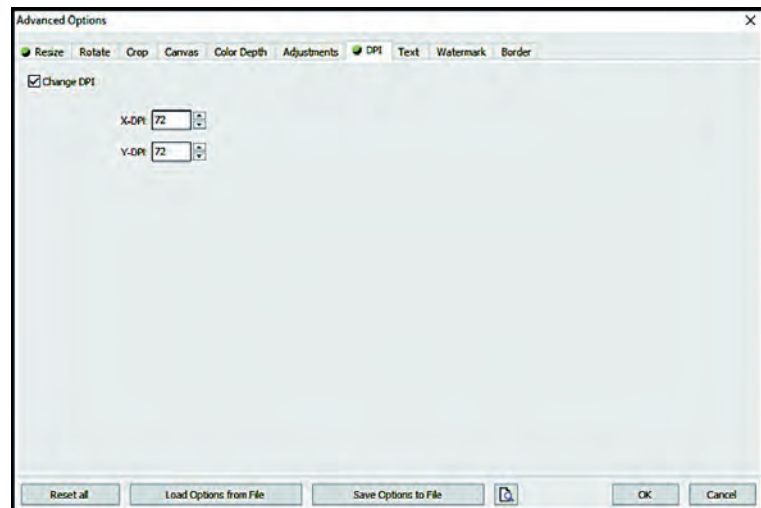 Advanced Options
Resize Rotate Crop Canvas Color Depth Adjustments DPI Text Watermark Border
Change DPI
X-DPI: 72
Y-DPI: 72
Reset all Load Options from File Save Options to File OK Cancel